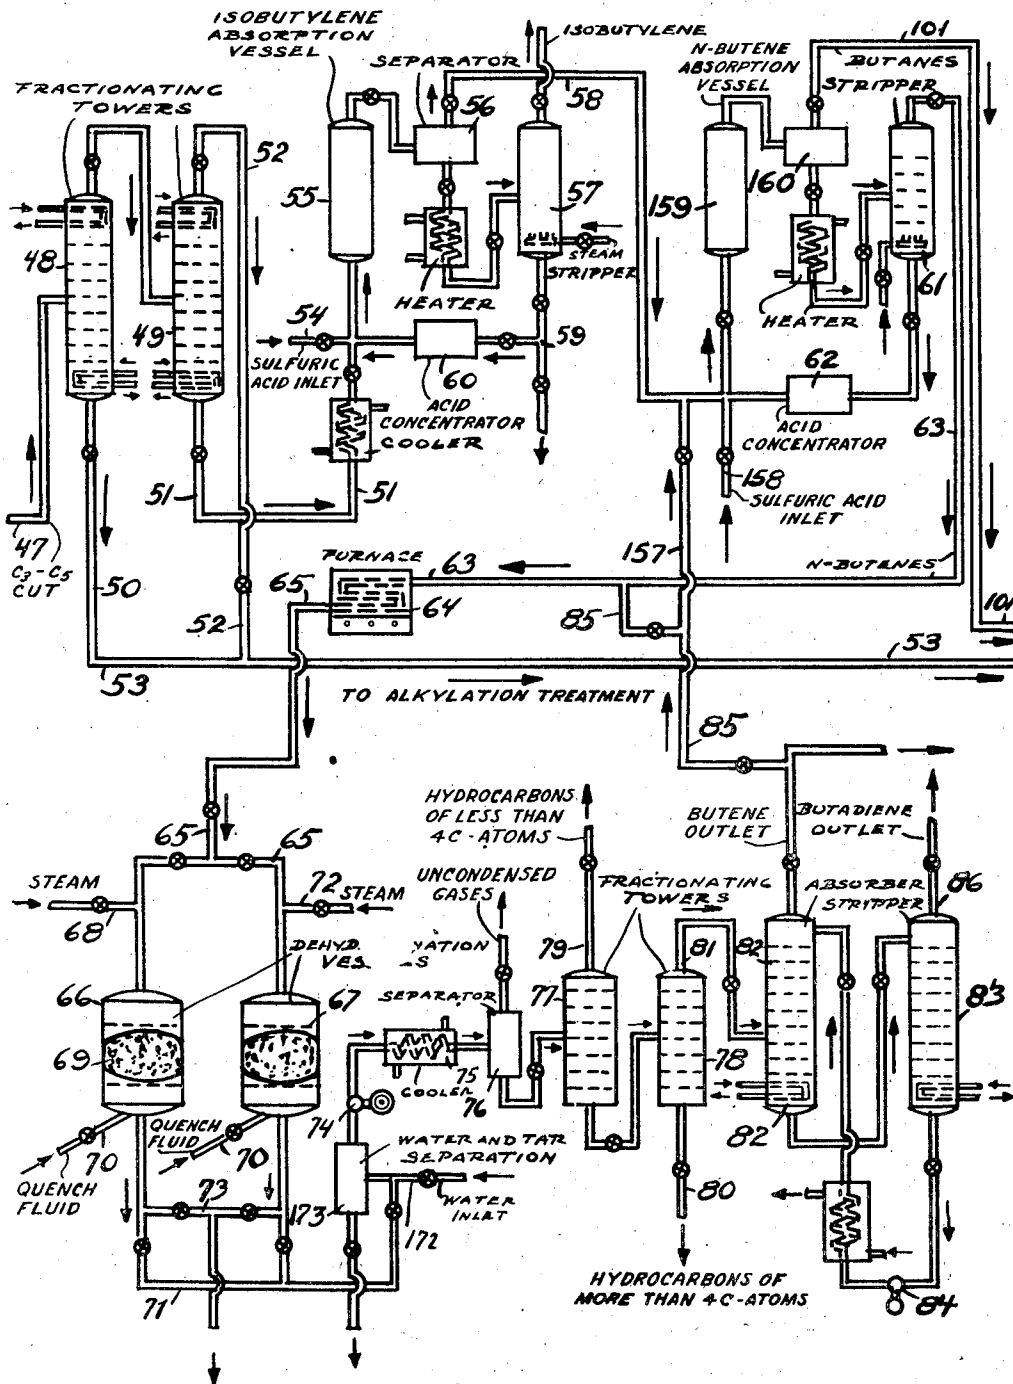 ISOBUTYLENE
ABSORPTION
VESSEL
ISOBUTYLENE
101
N-BUTENE
ABSORPTION
VESSEL
BUTANES
STRIPPER
SEPARATOR
58
FRACTIONATING
TOWERS
56
52
55
57
159
160
61
48
STEAM
STRIPPER
HEATER
HEATER
49
54
SULFURIC
ACID INLET
59
60
62
ACID
CONCENTRATOR
COOLER
ACID
CONCENTRATOR
63
51
51
158
SULFURIC ACID
INLET
47
C3-C5
CUT
50
FURNACE
63
157
N-BUTENES
65
64
85
52
101
53
53
TO ALKYLATION TREATMENT
85
HYDROCARBONS
OF LESS THAN
4C-ATOMS
BUTENE
OUTLET
BUTADIENE
OUTLET
65
65
UNCONDENSED
GASES
FRACTIONATING
TOWERS
ABSORBER
STRIPPER
86
STEAM
68
72
STEAM
79
81
82
DEHYD
VES
NATION
S
66
67
SEPARATOR
77
83
69
75
COOLER
76
78
74
82
70
QUENCH
FLUID
QUENCH
FLUID
70
WATER AND TAR
SEPARATION
80
73
173
WATER
INLET
172
71
HYDROCARBONS OF
MORE THAN 4C-ATOMS
84